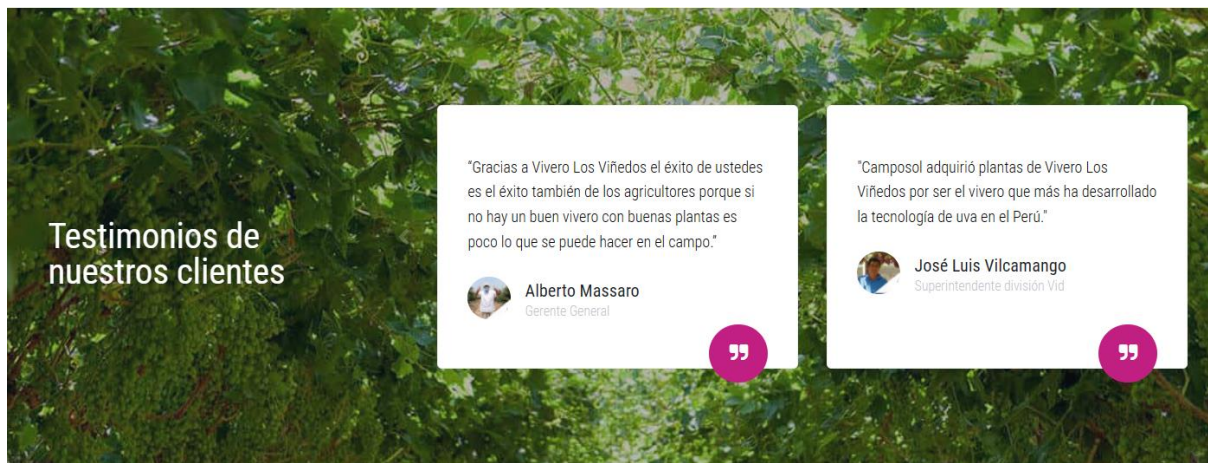 Testimonios de
nuestros clientes
“Gracias a Vivero Los Viñedos el éxito de ustedes
es el éxito también de los agricultores porque si
no hay un buen vivero con buenas plantas es
poco lo que se puede hacer en el campo.”
Alberto Massaro
Gerente General
"Camposol adquirió plantas de Vivero Los
Viñedos por ser el vivero que más ha desarrollado
la tecnología de uva en el Perú."
José Luis Vilcamango
Superintendente división Vid